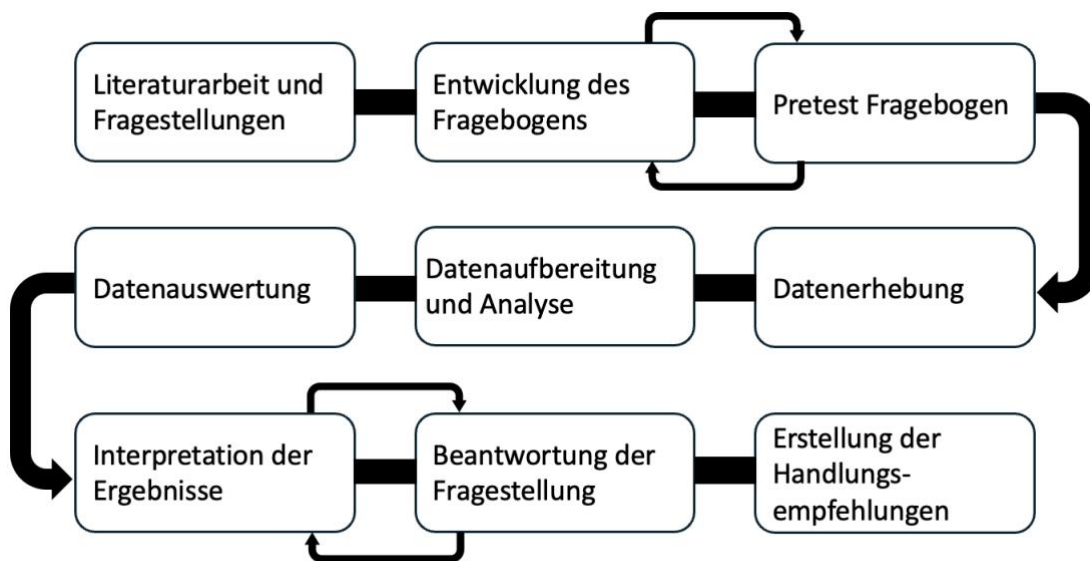 Literaturarbeit und
Fragestellungen
Entwicklung des
Fragebogens
Pretest Fragebogen
Datenauswertung
Datenaufbereitung
und Analyse
Datenerhebung
Interpretation der
Ergebnisse
Beantwortung der
Fragestellung
Erstellung der
Handlungs-
empfehlungen